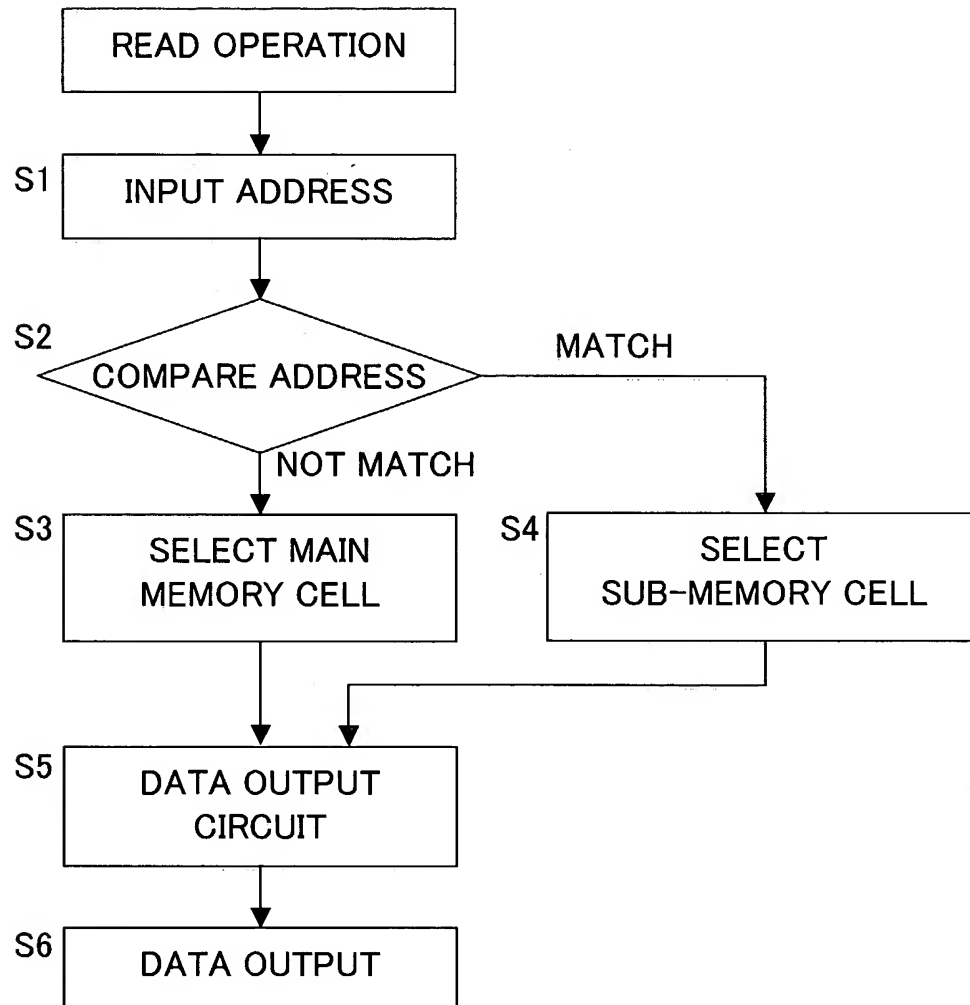 READ OPERATION
S1
INPUT ADDRESS
S2
COMPARE ADDRESS
MATCH
NOT MATCH
S3
SELECT MAIN
MEMORY CELL
S4
SELECT
SUB-MEMORY CELL
S5
DATA OUTPUT
CIRCUIT
S6
DATA OUTPUT